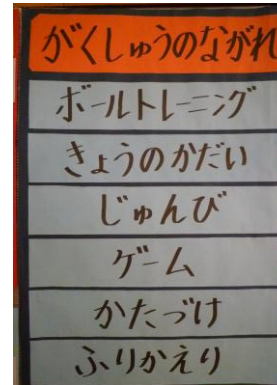 がくしゅうのながれ
ボールトレーニング
きょうのかだい
じゅんび
ゲーム
かたづけ
ふりかえり